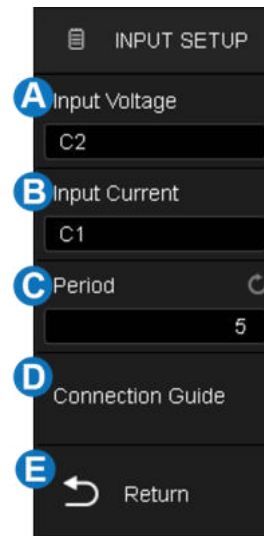 INPUT SETUP
A
Input Voltage
C2
B
Input Current
C1
C
Period
5
D
Connection Guide
E
Return